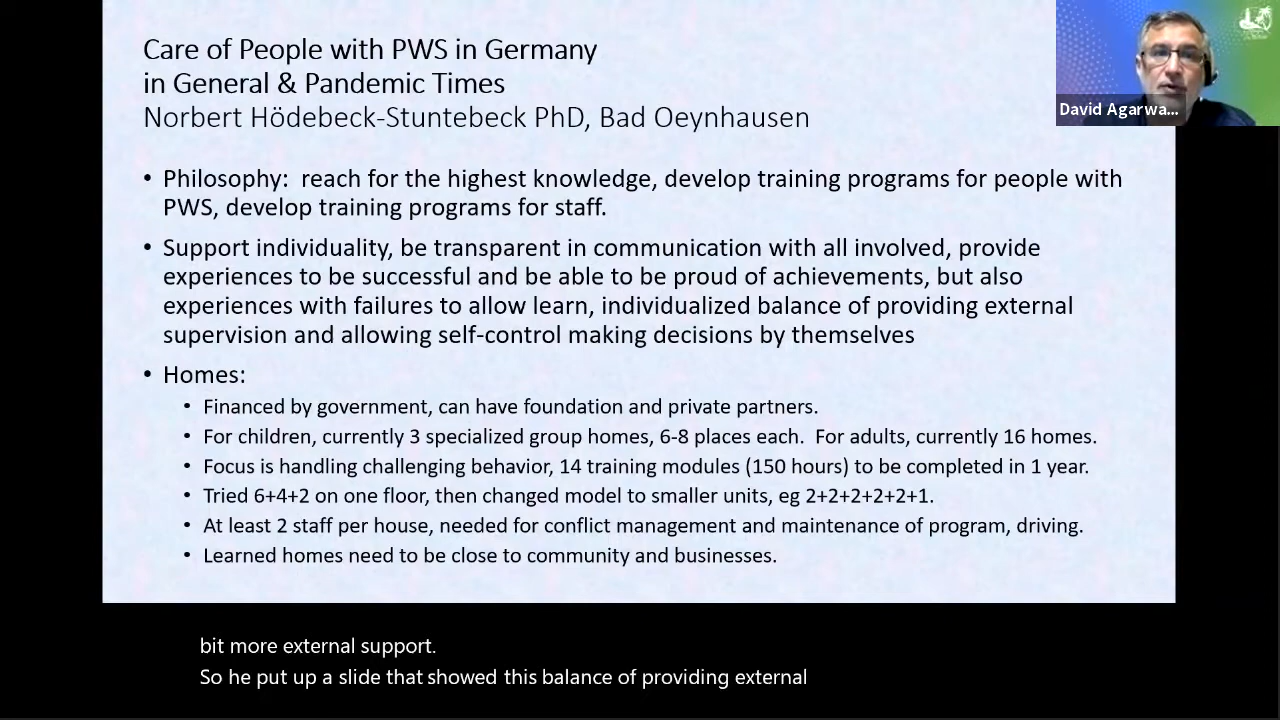 Care of People with PWS in Germany
in General & Pandemic Times
Norbert Hödebeck-Stuntebeck PhD, Bad Oeynhausen
David Agarwa...
• Philosophy: reach for the highest knowledge, develop training programs for people with
PWS, develop training programs for staff.
• Support individuality, be transparent in communication with all involved, provide
experiences to be successful and be able to be proud of achievements, but also
experiences with failures to allow learn, individualized balance of providing external
supervision and allowing self-control making decisions by themselves
• Homes:
• Financed by government, can have foundation and private partners.
• For children, currently 3 specialized group homes, 6-8 places each. For adults, currently 16 homes.
• Focus is handling challenging behavior, 14 training modules (150 hours) to be completed in 1 year.
• Tried 6+4+2 on one floor, then changed model to smaller units, eg 2+2+2+2+2+1.
• At least 2 staff per house, needed for conflict management and maintenance of program, driving.
• Learned homes need to be close to community and businesses.
bit more external support.
So he put up a slide that showed this balance of providing external